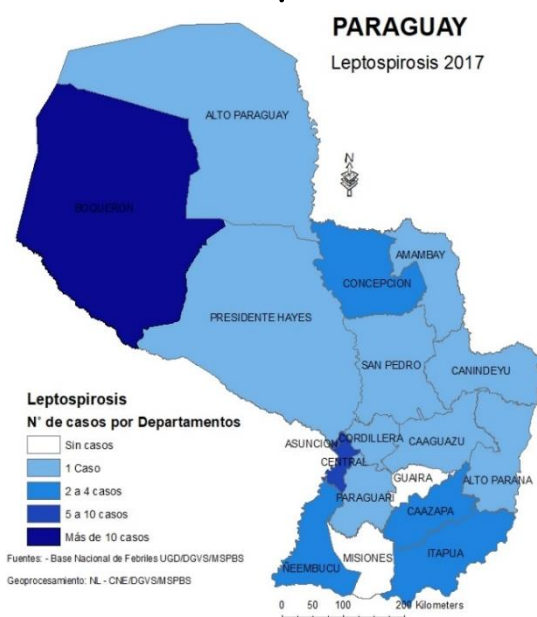 PARAGUAY
Leptospirosis 2017
ALTO PARAGUAY
N
BOQUERON
AMAMBAY
CONCEPCION
PRESIDENTE HAYES
SAN PEDRO
CANINDEYU
Leptospirosis
N° de casos por Departamentos
Sin casos
1 Caso
2 a 4 casos
5 a 10 casos
Más de 10 casos
ASUNCION
CORDILLERA
CAAGUAZU
CENTRAL
GUAIRA
ALTO PARANA
PARAGUARI
CAAZAPA
MISIONES
ITAPUA
ÑEEMBUCU
Fuentes: - Base Nacional de Febriles UGD/DGVS/MSPBS
Geoprocesamiento: NL - CNE/DGVS/MSPBS
0 50 100 200 Kilometers